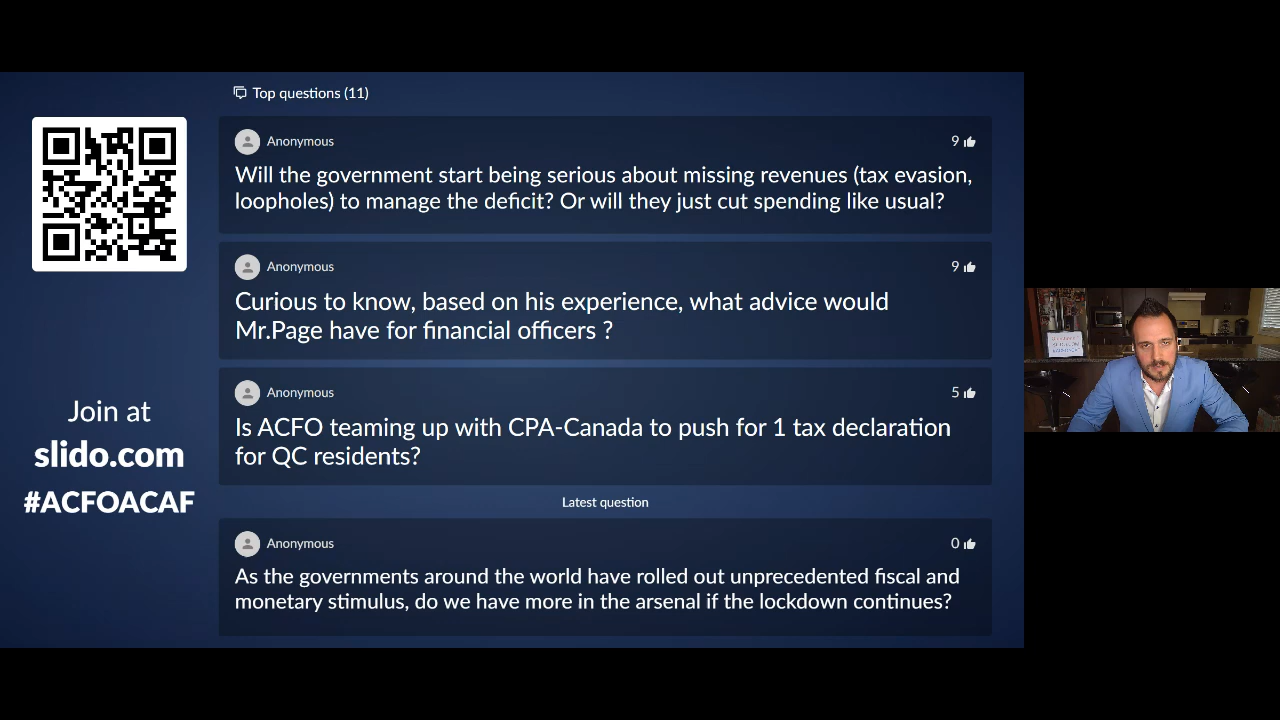 Top questions (11)
Anonymous
9
Will the government start being serious about missing revenues (tax evasion,
loopholes) to manage the deficit? Or will they just cut spending like usual?
Anonymous
9
Curious to know, based on his experience, what advice would
Mr.Page have for financial officers ?
Anonymous
5
Is ACFO teaming up with CPA-Canada to push for 1 tax declaration
for QC residents?
Latest question
Anonymous
0
As the governments around the world have rolled out unprecedented fiscal and
monetary stimulus, do we have more in the arsenal if the lockdown continues?
Join at
slido.com
#ACFOACAF